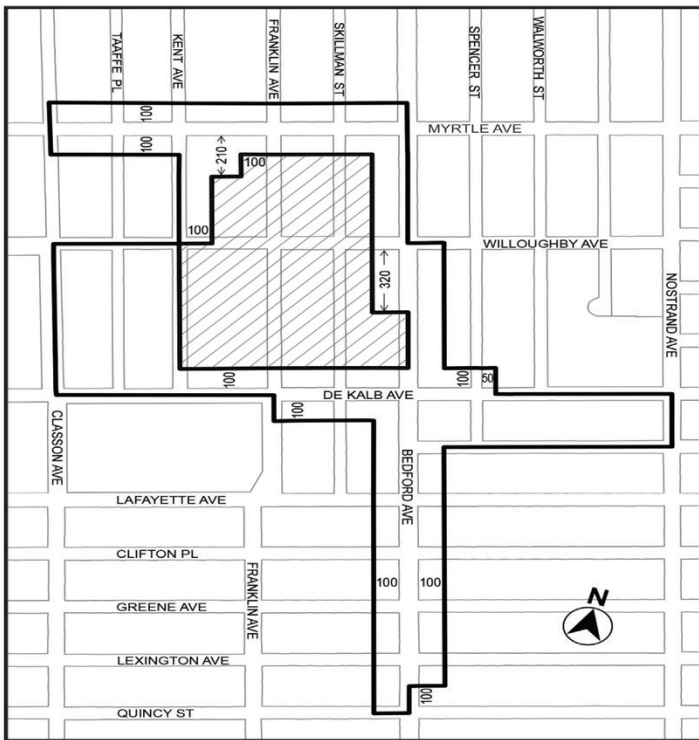 TAAFFE PL
KENT AVE
FRANKLIN AVE
SKILLMAN ST
SPENCER ST
WALWORTH ST
100
MYRTLE AVE
100
210
100
100
WILLOUGHBY AVE
320
NOSTRAND AVE
100
100
50
DE KALB AVE
100
CLASSON AVE
BEDFORD AVE
LAFAYETTE AVE
CLIFTON PL
FRANKLIN AVE
100
100
GREENE AVE
N
LEXINGTON AVE
100
QUINCY ST